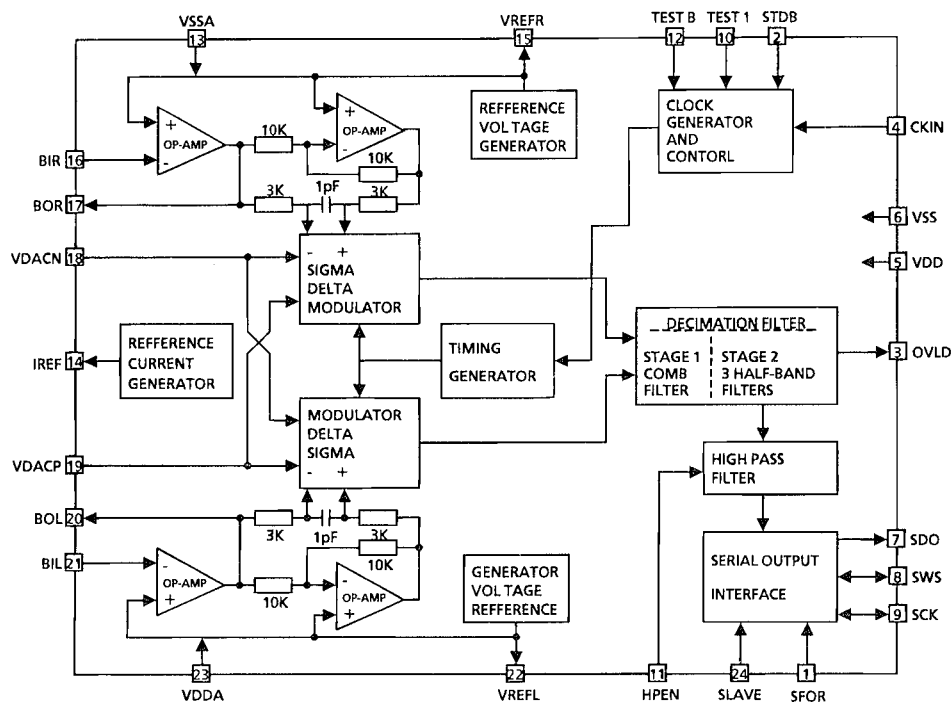 VSSA
VREFR
TEST B
TEST 1
STDB
13
15
12
10
2
REFFERENCE
VOLTAGE
GENERATOR
CLOCK
GENERATOR
AND
CONTORL
4 CKIN
+
OP-AMP
-
10K
+
OP-AMP
-
10K
BIR 16
BOR 17
3K
1pF
3K
6 VSS
VDACN 18
- +
SIGMA
DELTA
MODULATOR
5 VDD
IREF 14
REFFERENCE
CURRENT
GENERATOR
TIMING
GENERATOR
DECIMATION FILTER
STAGE 1
COMB
FILTER
STAGE 2
3 HALF-BAND
FILTERS
3 OVLD
MODULATOR
DELTA
SIGMA
- +
VDACP 19
HIGH PASS
FILTER
BOL 20
3K
1pF
3K
10K
BIL 21
-
OP-AMP
+
10K
-
OP-AMP
+
GENERATOR
VOLTAGE
REFFERENCE
SERIAL OUTPUT
INTERFACE
7 SDO
8 SWS
9 SCK
23
22
11
24
1
VDDA
VREFL
HPEN
SLAVE
SFOR